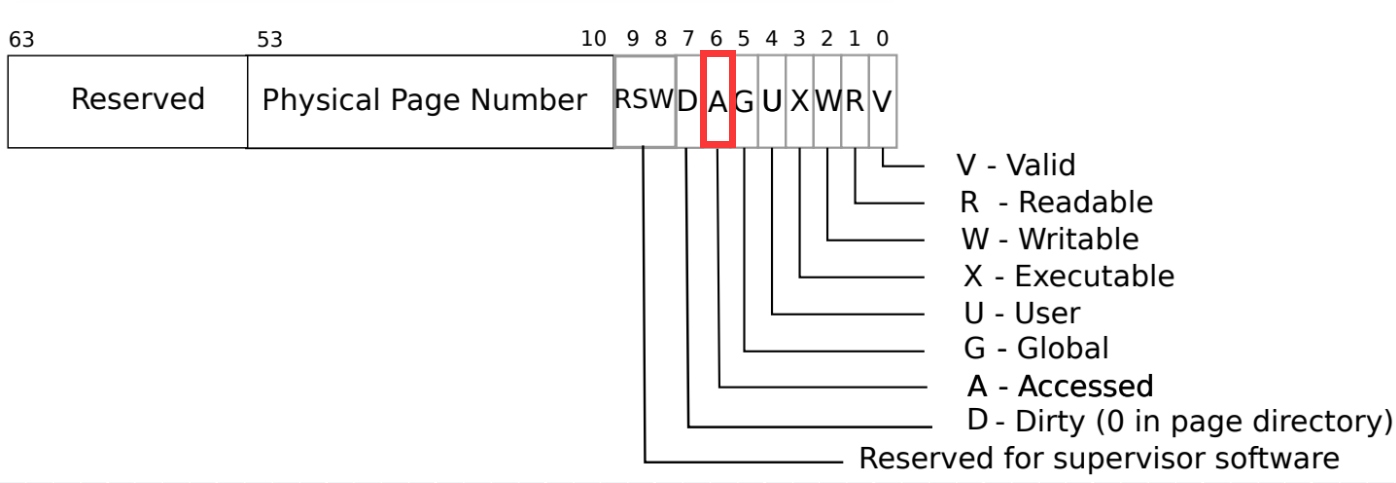 63 53 10 9 8 7 6 5 4 3 2 1 0
Reserved Physical Page Number RSW D A G U X W R V
V - Valid
R - Readable
W - Writable
X - Executable
U - User
G - Global
A - Accessed
D - Dirty (0 in page directory)
Reserved for supervisor software